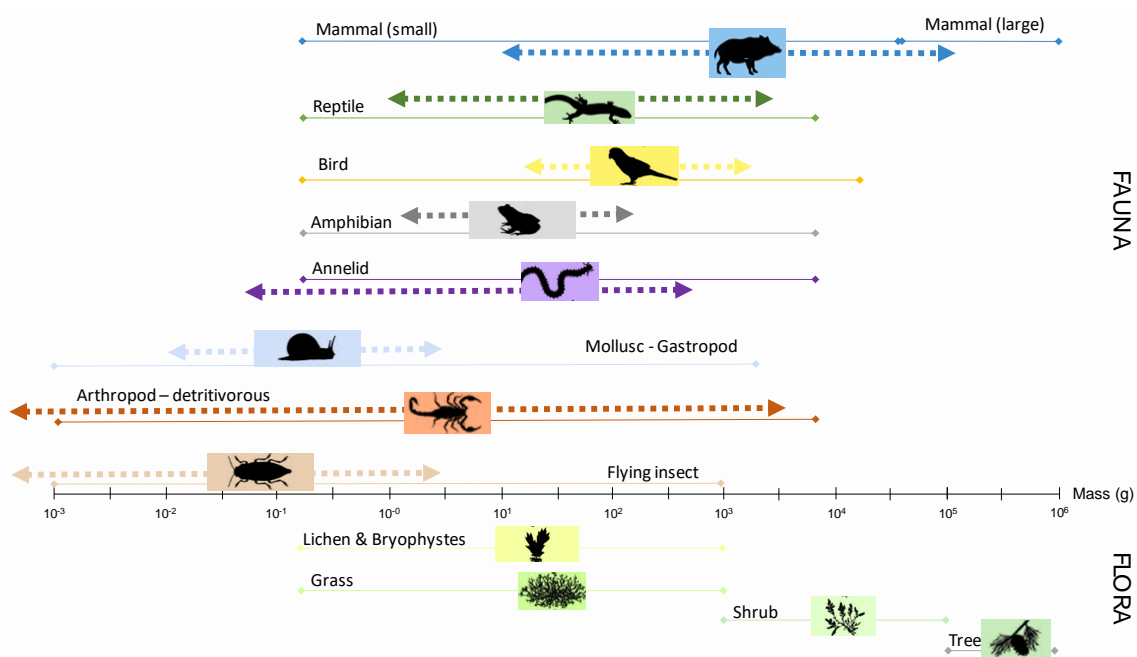 Mammal (small)
Mammal (large)
Reptile
Bird
Amphibian
Annelid
Mollusc - Gastropod
Arthropod – detritivorous
Flying insect
FAUNA
10-3
10-2
10-1
10-0
10¹
10²
10³
10⁴
10⁵
10⁶
Mass (g)
Lichen & Bryophystes
Grass
Shrub
Tree
FLORA